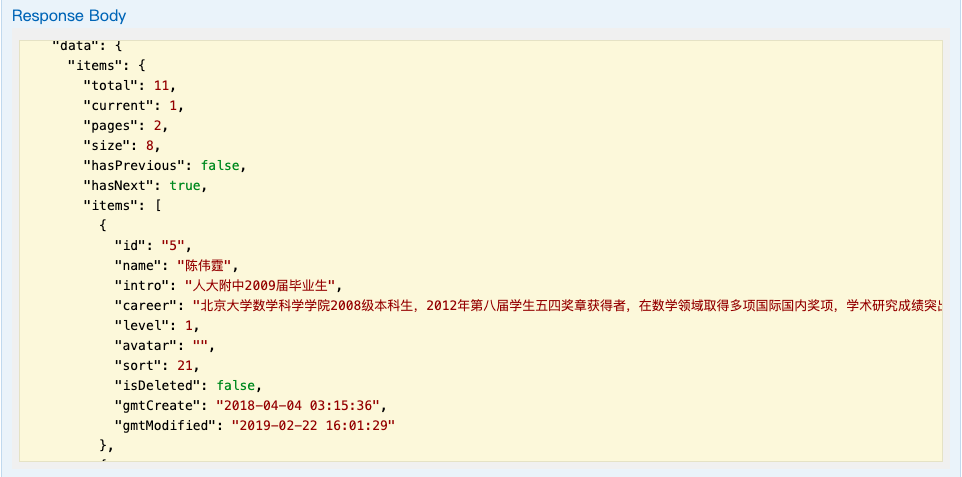 Response Body
"data": {
"items": {
"total": 11,
"current": 1,
"pages": 2,
"size": 8,
"hasPrevious": false,
"hasNext": true,
"items": [
{
"id": "5",
"name": "陈伟霆",
"intro": "人大附中2009届毕业生",
"career": "北京大学数学科学学院2008级本科生，2012年第八届学生五四奖章获得者，在数学领域取得多项国际国内奖项，学术研究成绩突出
"level": 1,
"avatar": "",
"sort": 21,
"isDeleted": false,
"gmtCreate": "2018-04-04 03:15:36",
"gmtModified": "2019-02-22 16:01:29"
},